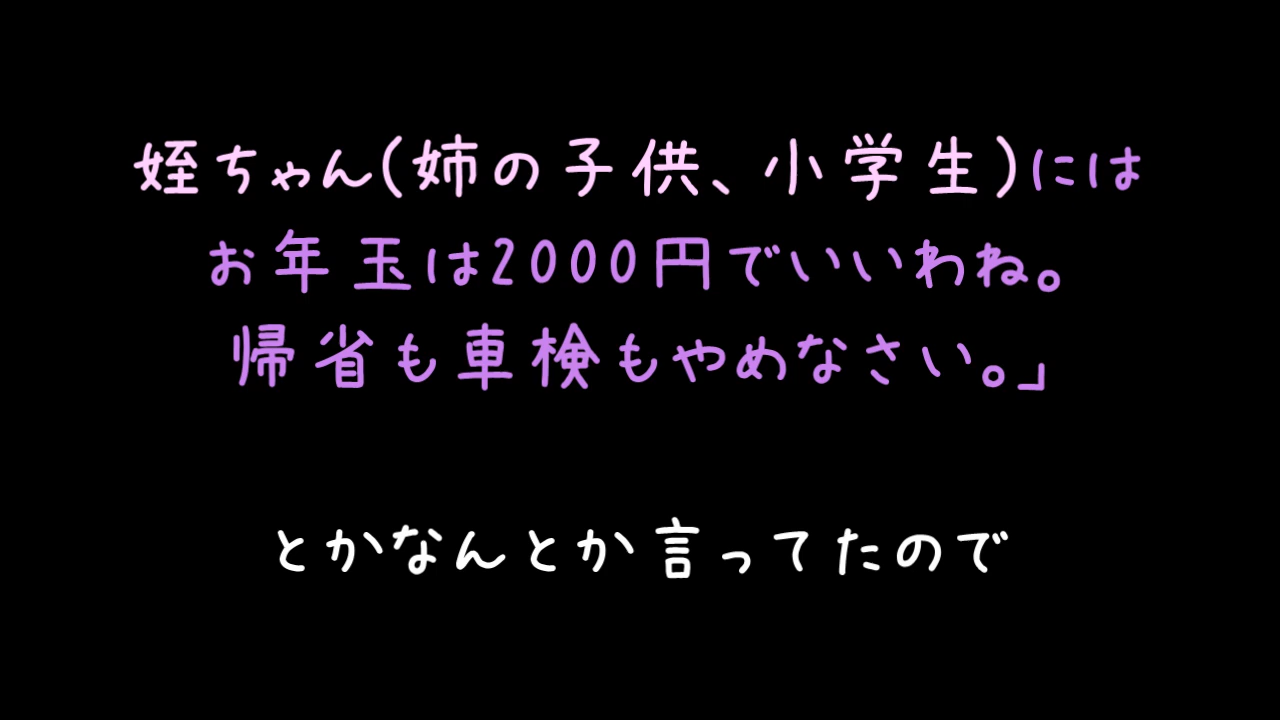 姪ちゃん(姉の子供、小学生)には
お年玉は2000円でいいわね。
帰省も車検もやめなさい。」
とかなんとか言ってたので